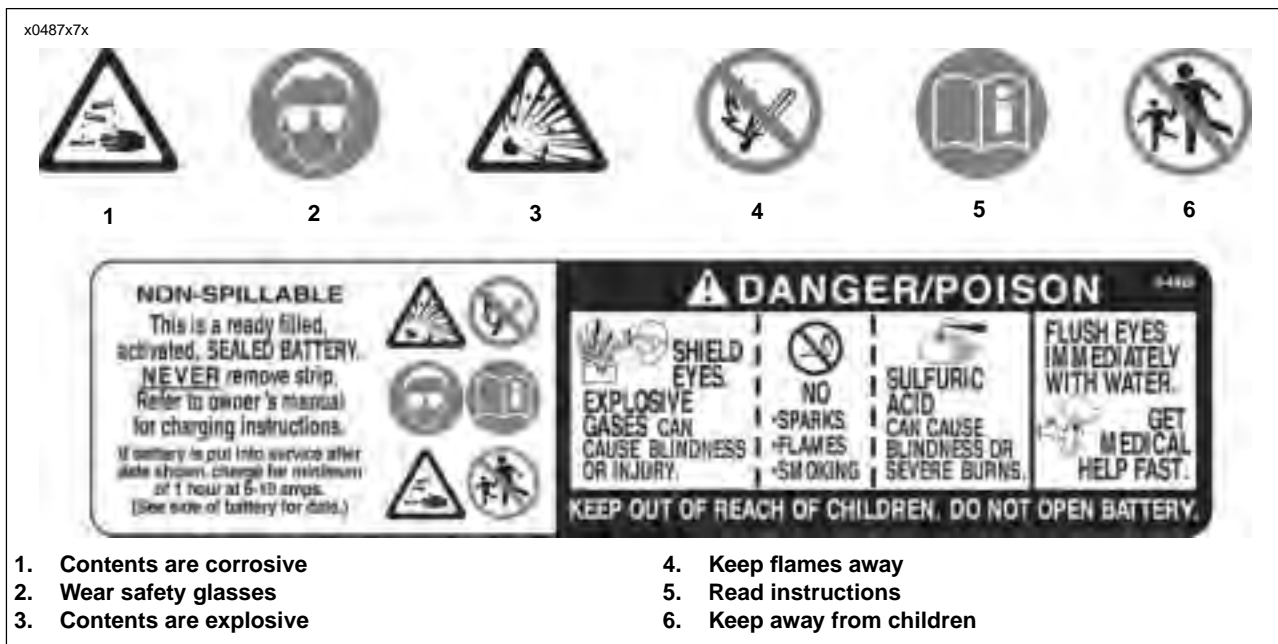 x0487x7x
1 2 3 4 5 6
NON-SPILLABLE
This is a ready filled,
activated, SEALED BATTERY.
NEVER remove strip.
Refer to owner's manual
for charging instructions.
If battery is put into service after
date shown, charge for minimum
of 1 hour at 5-10 amps.
(See side of battery for date.)
DANGER/POISON
SHIELD
EYES.
EXPLOSIVE
GASES CAN
CAUSE BLINDNESS
OR INJURY.
NO
•SPARKS
•FLAMES
•SMOKING
SULFURIC
ACID
CAN CAUSE
BLINDNESS OR
SEVERE BURNS.
FLUSH EYES
IMMEDIATELY
WITH WATER.
GET
MEDICAL
HELP FAST.
KEEP OUT OF REACH OF CHILDREN. DO NOT OPEN BATTERY.
1. Contents are corrosive
2. Wear safety glasses
3. Contents are explosive
4. Keep flames away
5. Read instructions
6. Keep away from children